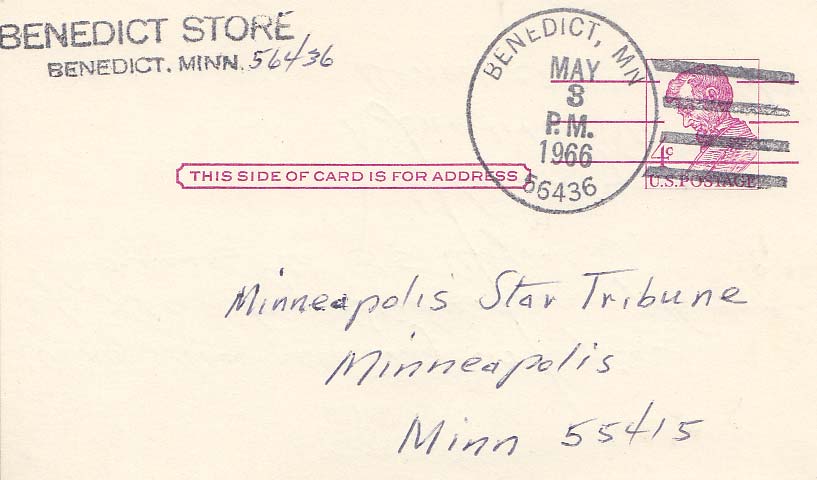 BENEDICT STORE
BENEDICT. MINN. 56436
BENEDICT, MN
MAY
3
P.M.
1966
56436
4c
U.S. POSTAGE
THIS SIDE OF CARD IS FOR ADDRESS
Minneapolis Star Tribune
Minneapolis
Minn 55415